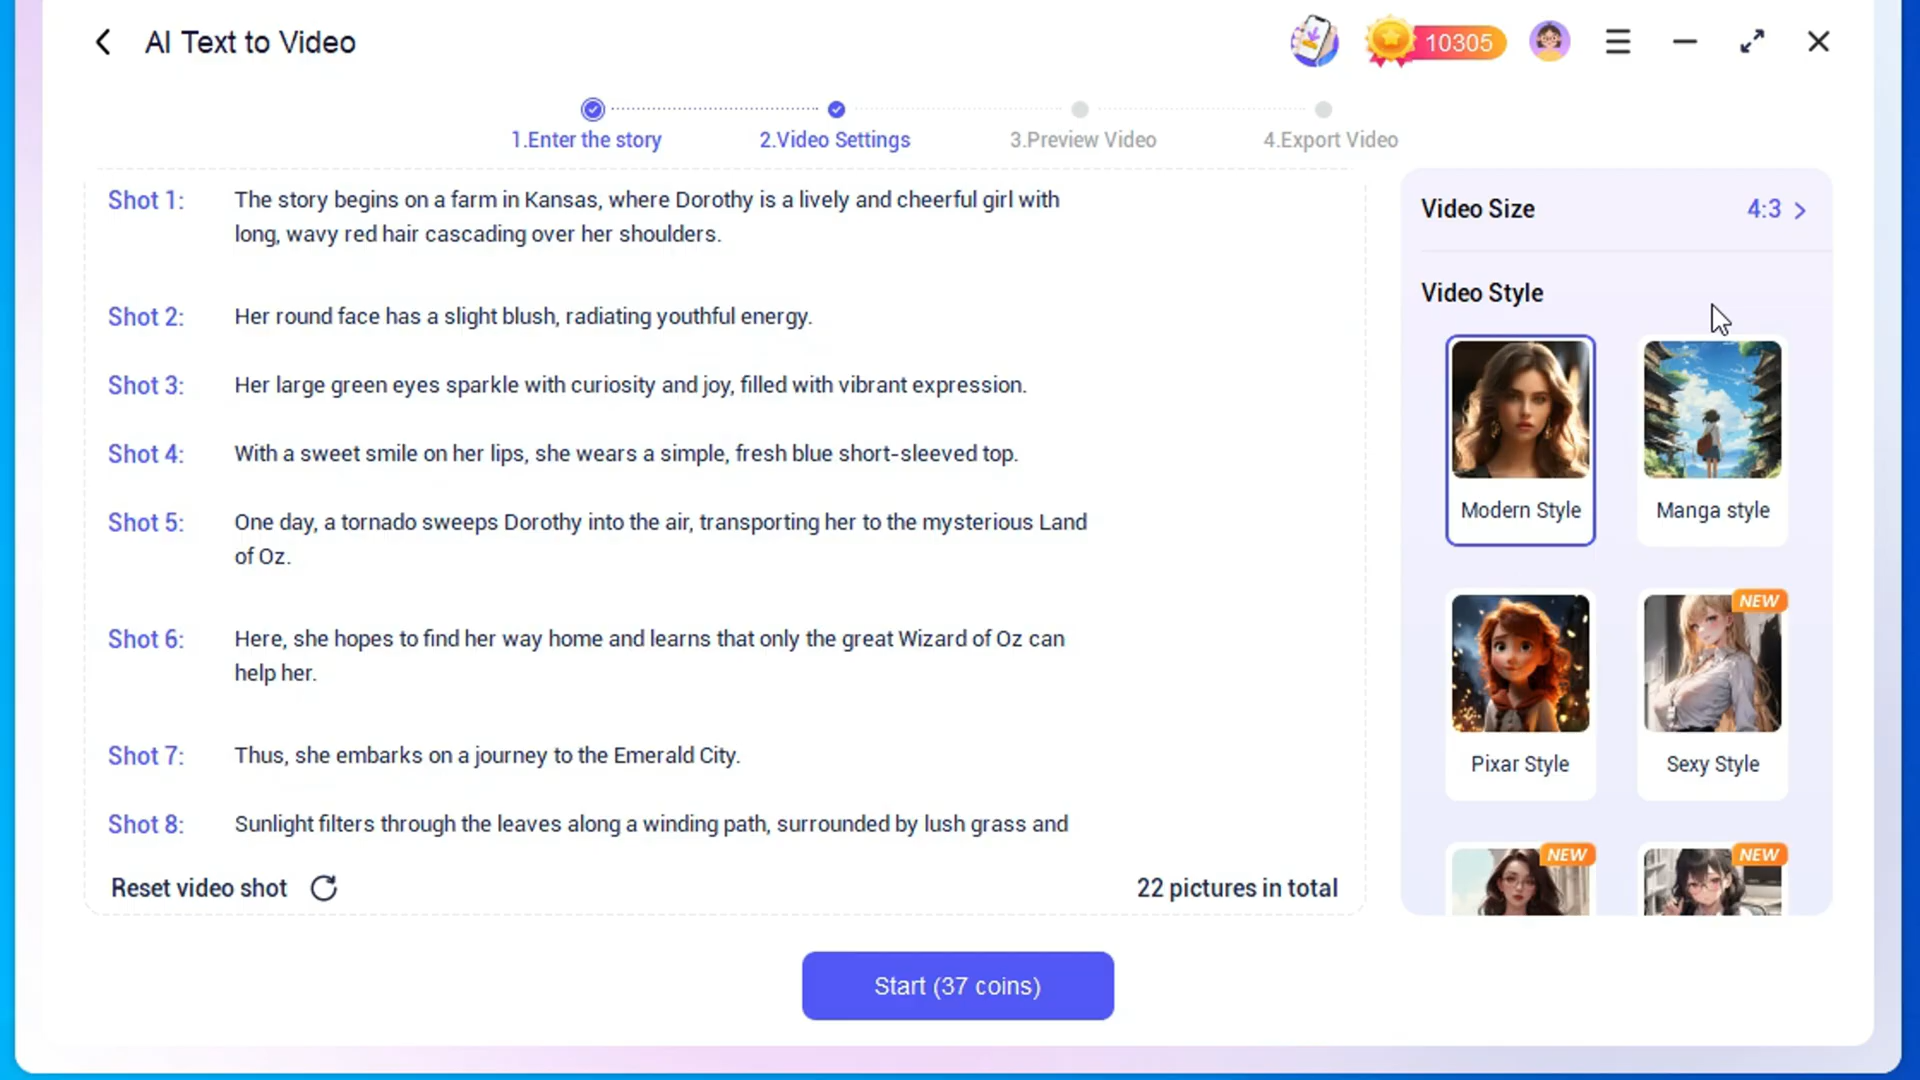 AI Text to Video
10305
1.Enter the story
2.Video Settings
3.Preview Video
4.Export Video
Shot 1:
The story begins on a farm in Kansas, where Dorothy is a lively and cheerful girl with
long, wavy red hair cascading over her shoulders.
Shot 2:
Her round face has a slight blush, radiating youthful energy.
Shot 3:
Her large green eyes sparkle with curiosity and joy, filled with vibrant expression.
Shot 4:
With a sweet smile on her lips, she wears a simple, fresh blue short-sleeved top.
Shot 5:
One day, a tornado sweeps Dorothy into the air, transporting her to the mysterious Land
of Oz.
Shot 6:
Here, she hopes to find her way home and learns that only the great Wizard of Oz can
help her.
Shot 7:
Thus, she embarks on a journey to the Emerald City.
Shot 8:
Sunlight filters through the leaves along a winding path, surrounded by lush grass and
Reset video shot
22 pictures in total
Video Size
4:3
Video Style
Modern Style
Manga style
NEW
Pixar Style
Sexy Style
NEW
NEW
Start (37 coins)